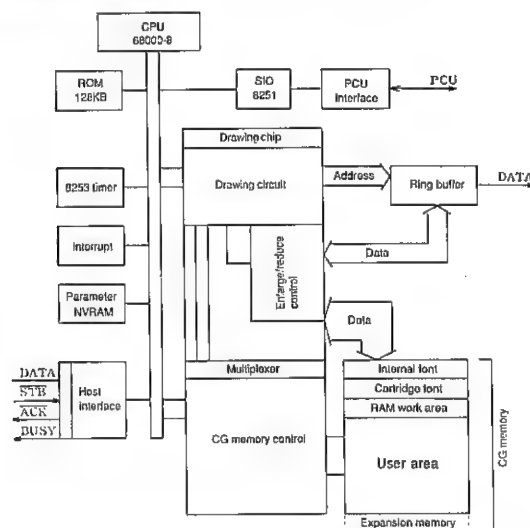 CPU
68000-8
ROM
128KB
SIO
8251
PCU
Interface
PCU
Drawing chip
Drawing circuit
Address
Ring buffer
DATA
8253 timer
Interrupt
Enlarge/reduce
control
Data
Parameter
NVRAM
Data
DATA
STB
ACK
BUSY
Host
interface
Multiplexer
CG memory control
Internal font
Cartridge font
RAM work area
User area
CG memory
Expansion memory